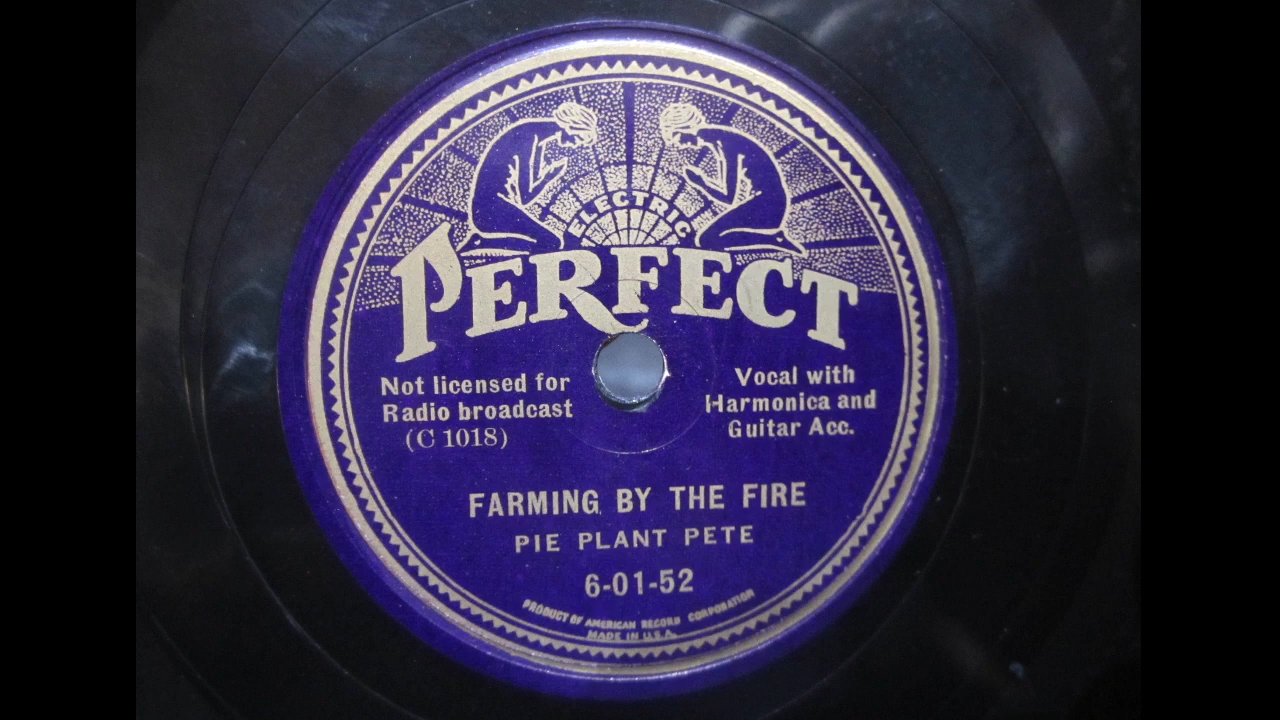 ELECTRIC
PERFECT
Not licensed for
Radio broadcast
(C 1018)
Vocal with
Harmonica and
Guitar Acc.
FARMING BY THE FIRE
PIE PLANT PETE
6-01-52
PRODUCT OF AMERICAN RECORD CORPORATION
MADE IN U.S.A.